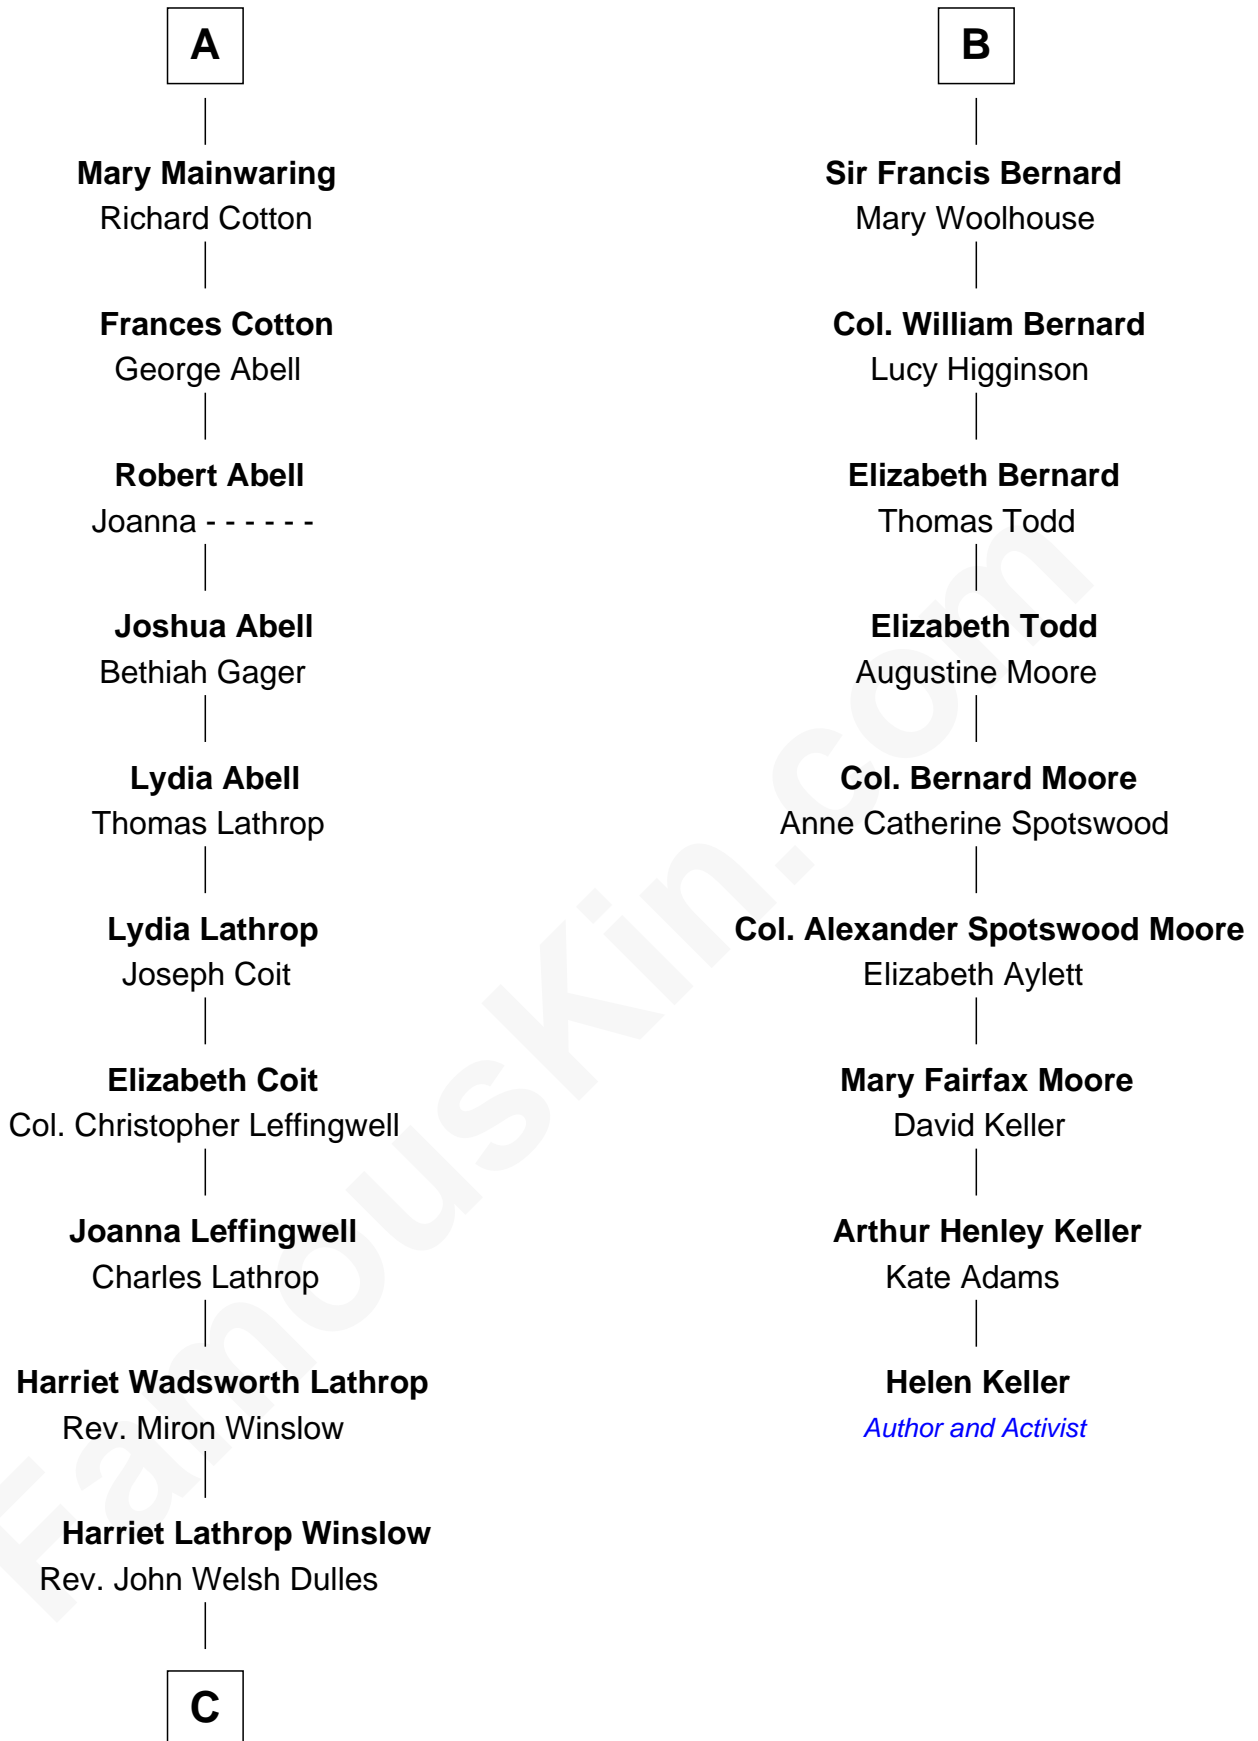 A
Mary Mainwaring
Richard Cotton
Frances Cotton
George Abell
Robert Abell
Joanna - - - - - -
Joshua Abell
Bethiah Gager
Lydia Abell
Thomas Lathrop
Lydia Lathrop
Joseph Coit
Elizabeth Coit
Col. Christopher Leffingwell
Joanna Leffingwell
Charles Lathrop
Harriet Wadsworth Lathrop
Rev. Miron Winslow
Harriet Lathrop Winslow
Rev. John Welsh Dulles
C
B
Sir Francis Bernard
Mary Woolhouse
Col. William Bernard
Lucy Higginson
Elizabeth Bernard
Thomas Todd
Elizabeth Todd
Augustine Moore
Col. Bernard Moore
Anne Catherine Spotswood
Col. Alexander Spotswood Moore
Elizabeth Aylett
Mary Fairfax Moore
David Keller
Arthur Henley Keller
Kate Adams
Helen Keller
Author and Activist
FamousKin.com